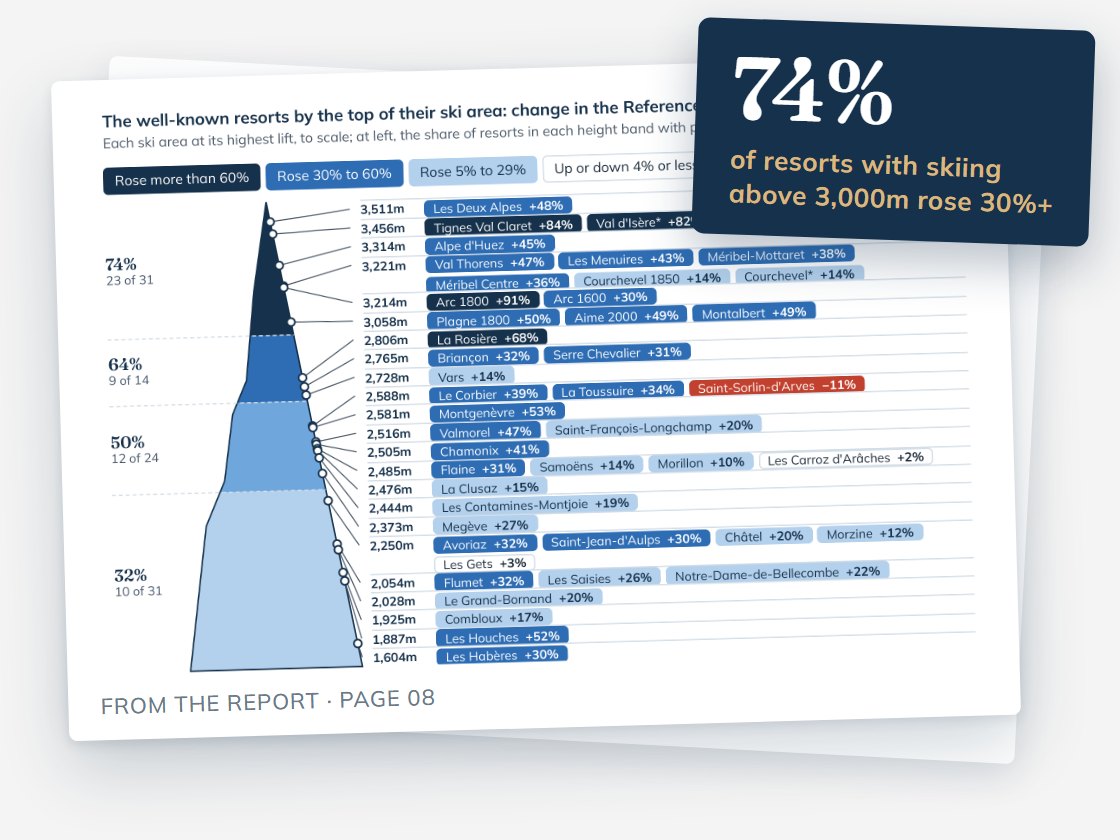 74%
of resorts with skiing
above 3,000m rose 30%+
The well-known resorts by the top of their ski area: change in the Reference
Each ski area at its highest lift, to scale; at left, the share of resorts in each height band with
Rose more than 60% Rose 30% to 60% Rose 5% to 29% Up or down 4% or less
74%
23 of 31
64%
9 of 14
50%
12 of 24
32%
10 of 31
3,511m Les Deux Alpes +48%
3,456m Tignes Val Claret +84% Val d'Isère* +82
3,314m Alpe d'Huez +45%
3,221m Val Thorens +47% Les Menuires +43% Méribel-Mottaret +38%
Méribel Centre +36% Courchevel 1850 +14% Courchevel* +14%
3,214m Arc 1800 +91% Arc 1600 +30%
3,058m Plagne 1800 +50% Aime 2000 +49% Montalbert +49%
2,806m La Rosière +68%
2,765m Briançon +32% Serre Chevalier +31%
2,728m Vars +14%
2,588m Le Corbier +39% La Toussuire +34% Saint-Sorlin-d'Arves −11%
2,581m Montgenèvre +53%
2,516m Valmorel +47% Saint-François-Longchamp +20%
2,505m Chamonix +41%
2,485m Flaine +31% Samoëns +14% Morillon +10% Les Carroz d'Arâches +2%
2,476m La Clusaz +15%
2,444m Les Contamines-Montjoie +19%
2,373m Megève +27%
2,250m Avoriaz +32% Saint-Jean-d'Aulps +30% Châtel +20% Morzine +12%
Les Gets +3%
2,054m Flumet +32% Les Saisies +26% Notre-Dame-de-Bellecombe +22%
2,028m Le Grand-Bornand +20%
1,925m Combloux +17%
1,887m Les Houches +52%
1,604m Les Habères +30%
FROM THE REPORT · PAGE 08